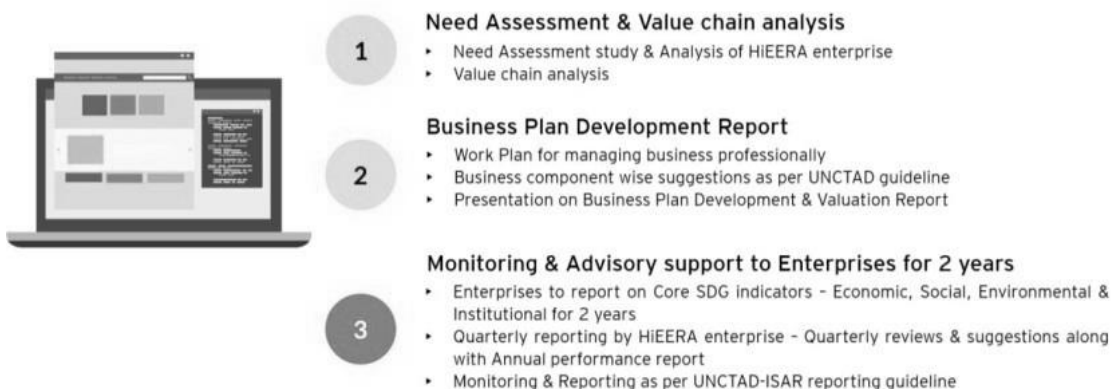 1
Need Assessment & Value chain analysis
‣ Need Assessment study & Analysis of HiEERA enterprise
‣ Value chain analysis
2
Business Plan Development Report
‣ Work Plan for managing business professionally
‣ Business component wise suggestions as per UNCTAD guideline
‣ Presentation on Business Plan Development & Valuation Report
3
Monitoring & Advisory support to Enterprises for 2 years
‣ Enterprises to report on Core SDG indicators - Economic, Social, Environmental &
Institutional for 2 years
‣ Quarterly reporting by HiEERA enterprise - Quarterly reviews & suggestions along
with Annual performance report
‣ Monitoring & Reporting as per UNCTAD-ISAR reporting guideline